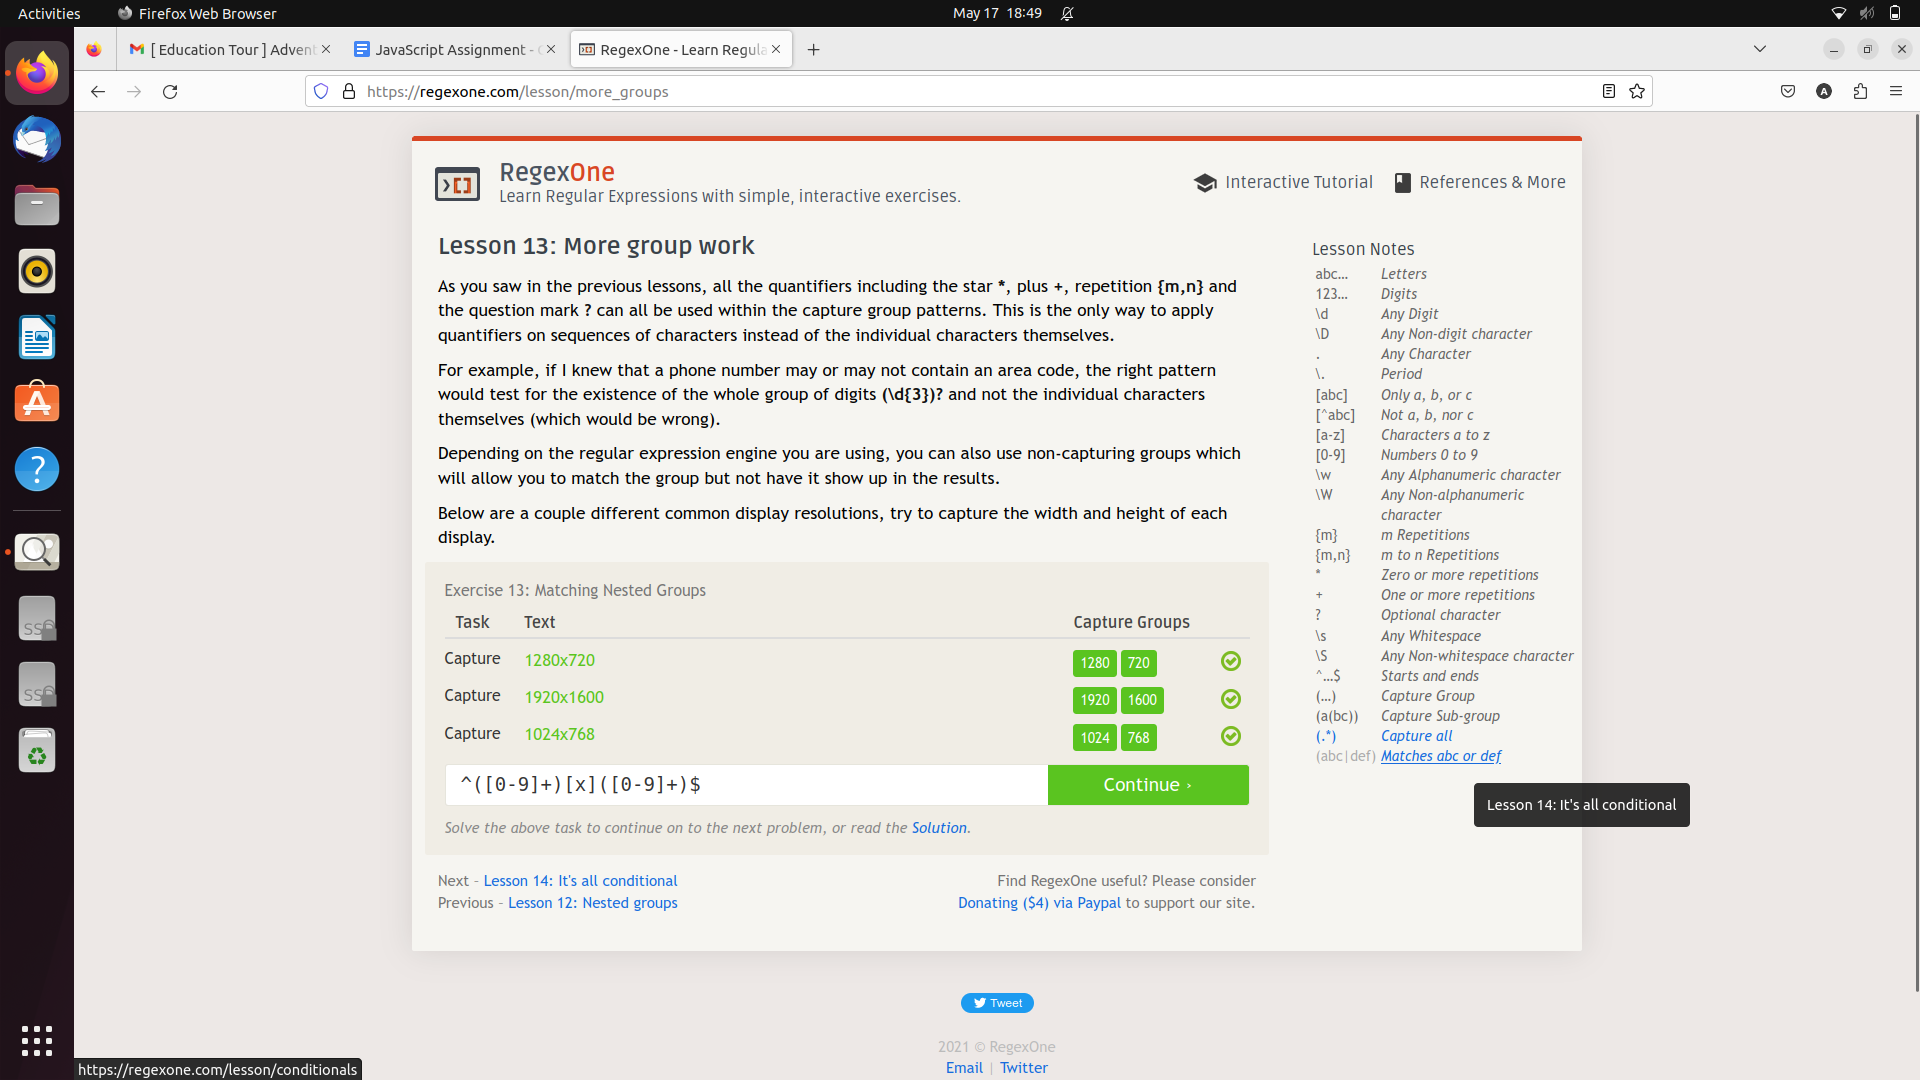 Activities
Firefox Web Browser
May 17 18:49
[ Education Tour ] Advent
JavaScript Assignment -
RegexOne - Learn Regula
https://regexone.com/lesson/more_groups
RegexOne
Learn Regular Expressions with simple, interactive exercises.
Interactive Tutorial
References & More
Lesson 13: More group work
As you saw in the previous lessons, all the quantifiers including the star *, plus +, repetition {m,n} and
the question mark ? can all be used within the capture group patterns. This is the only way to apply
quantifiers on sequences of characters instead of the individual characters themselves.
For example, if I knew that a phone number may or may not contain an area code, the right pattern
would test for the existence of the whole group of digits (\d{3})? and not the individual characters
themselves (which would be wrong).
Depending on the regular expression engine you are using, you can also use non-capturing groups which
will allow you to match the group but not have it show up in the results.
Below are a couple different common display resolutions, try to capture the width and height of each
display.
Exercise 13: Matching Nested Groups
Task Text Capture Groups
Capture 1280x720 1280 720
Capture 1920x1600 1920 1600
Capture 1024x768 1024 768
^([0-9]+)[x]([0-9]+)$
Continue ›
Solve the above task to continue on to the next problem, or read the Solution.
Next - Lesson 14: It's all conditional
Previous - Lesson 12: Nested groups
Find RegexOne useful? Please consider
Donating ($4) via Paypal to support our site.
Lesson Notes
abc… Letters
123… Digits
\d Any Digit
\D Any Non-digit character
. Any Character
\. Period
[abc] Only a, b, or c
[^abc] Not a, b, nor c
[a-z] Characters a to z
[0-9] Numbers 0 to 9
\w Any Alphanumeric character
\W Any Non-alphanumeric
character
{m} m Repetitions
{m,n} m to n Repetitions
* Zero or more repetitions
+ One or more repetitions
? Optional character
\s Any Whitespace
\S Any Non-whitespace character
^…$ Starts and ends
(…) Capture Group
(a(bc)) Capture Sub-group
(.*) Capture all
(abc|def) Matches abc or def
Lesson 14: It's all conditional
Tweet
2021 © RegexOne
Email | Twitter
https://regexone.com/lesson/conditionals